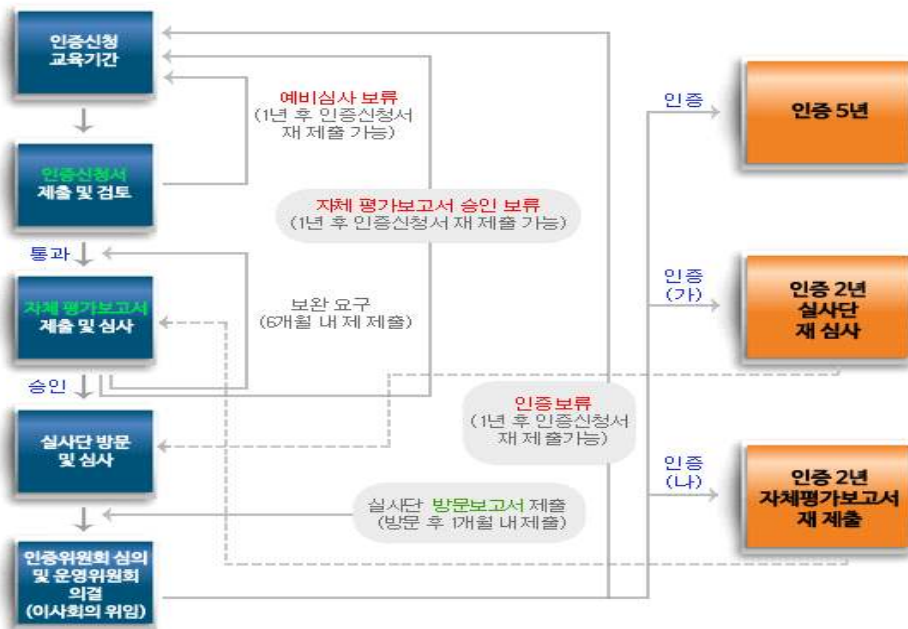 인증신청
교육기간
예비심사 보류
(1년 후 인증신청서
재 제출 가능)
인증
인증 5년
인증신청서
제출 및 검토
자체 평가보고서 승인 보류
(1년 후 인증신청서 재 제출 가능)
통과
자체 평가보고서
제출 및 심사
보완 요구
(6개월 내 제 제출)
인증
(가)
인증 2년
실사단
재 심사
승인
인증보류
(1년 후 인증신청서
재 제출가능)
실사단 방문
및 심사
인증
(나)
인증 2년
자체평가보고서
재 제출
실사단 방문보고서 제출
(방문 후 1개월 내제출)
인증위원회 심의
및 운영위원회
의결
(이사회의 위임)